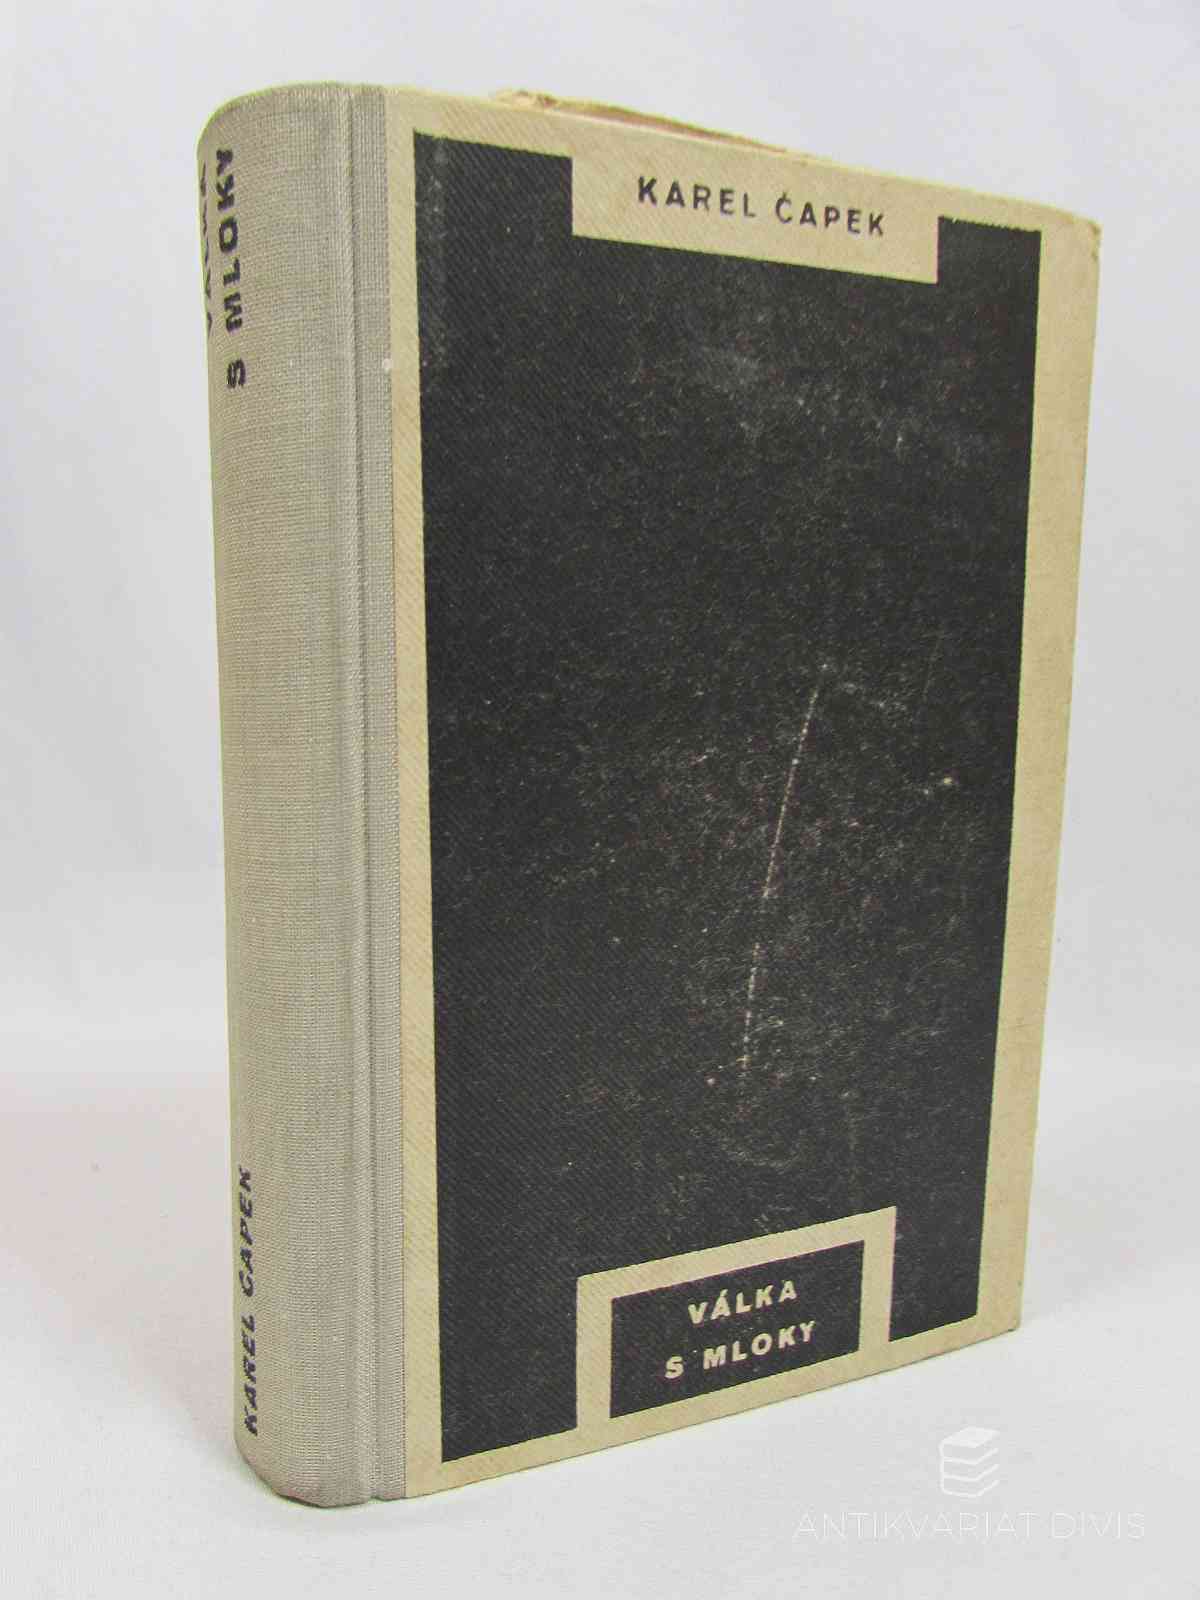 KAREL ČAPEK
VÁLKA
S MLOKY
VÁLKA
S MLOKY
KAREL ČAPEK
ANTIKVARIAT DIVIS